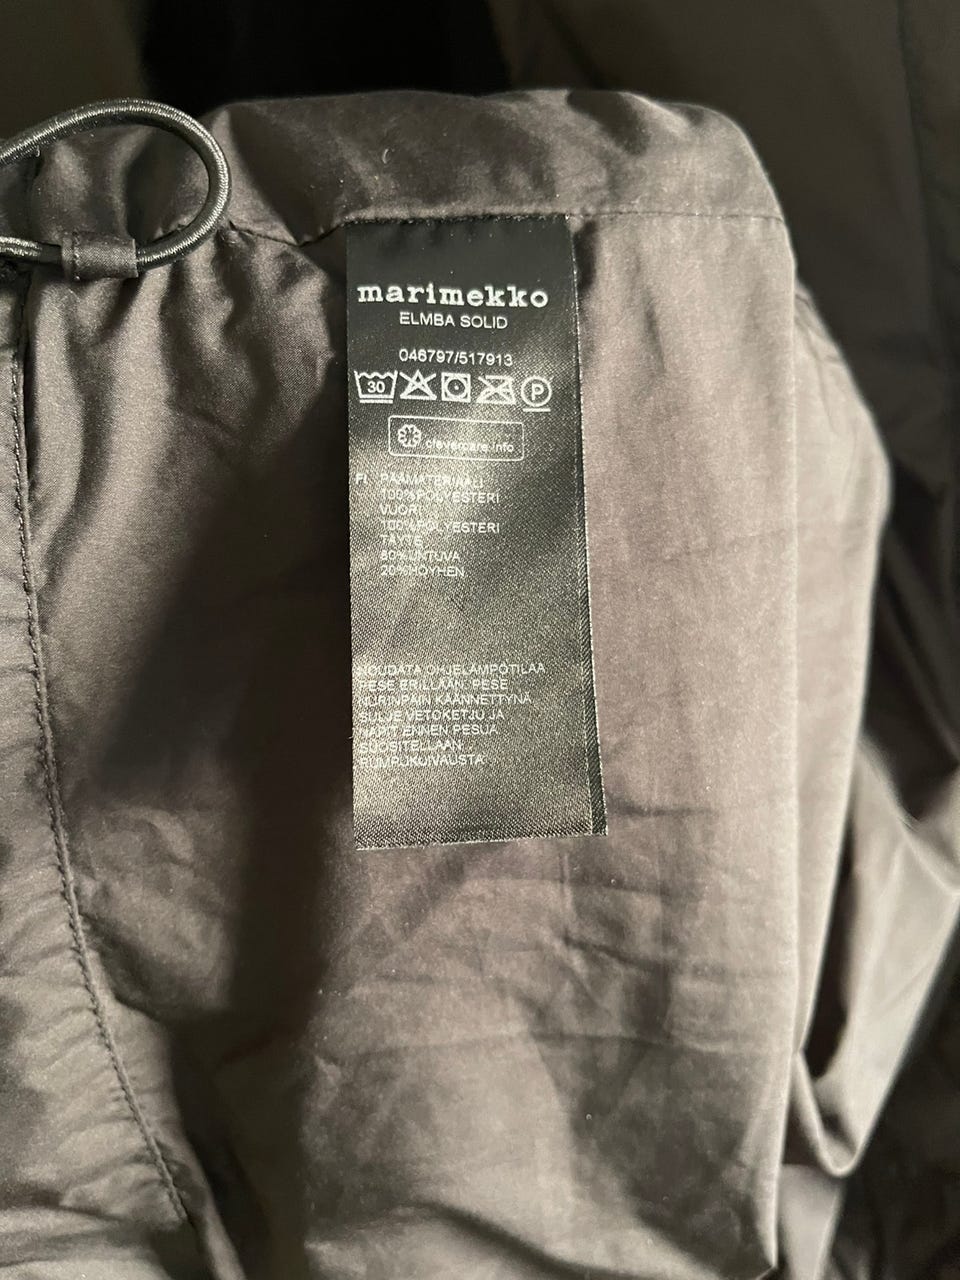 marimekko
ELMBA SOLID
046797/517913
30
P
clevercare.info
FI PÄÄMATERIAALI
100%POLYESTERI
VUORI
100%POLYESTERI
TÄYTE
80%UNTUVA
20%HÖYHEN
NOUDATA OHJELÄMPÖTILAA
PESE ERILLÄÄN. PESE
NURINPÄIN KÄÄNNETTYNÄ
SULJE VETOKETJU JA
NAPIT ENNEN PESUA
SUOSITELLAAN
RUMPUKUIVAUSTA